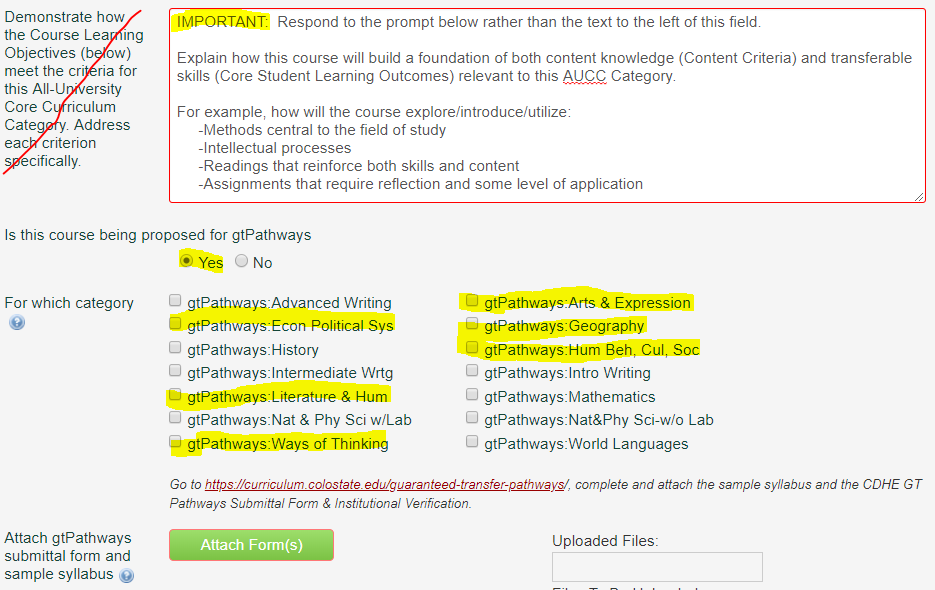 Demonstrate how
the Course Learning
Objectives (below)
meet the criteria for
this All-University
Core Curriculum
Category. Address
each criterion
specifically.
IMPORTANT:  Respond to the prompt below rather than the text to the left of this field.
Explain how this course will build a foundation of both content knowledge (Content Criteria) and transferable
skills (Core Student Learning Outcomes) relevant to this AUCC Category.
For example, how will the course explore/introduce/utilize:
-Methods central to the field of study
-Intellectual processes
-Readings that reinforce both skills and content
-Assignments that require reflection and some level of application
Is this course being proposed for gtPathways
Yes No
For which category
gtPathways:Advanced Writing gtPathways:Arts & Expression
gtPathways:Econ Political Sys gtPathways:Geography
gtPathways:History gtPathways:Hum Beh, Cul, Soc
gtPathways:Intermediate Wrtg gtPathways:Intro Writing
gtPathways:Literature & Hum gtPathways:Mathematics
gtPathways:Nat & Phy Sci w/Lab gtPathways:Nat&Phy Sci-w/o Lab
gtPathways:Ways of Thinking gtPathways:World Languages
Go to https://curriculum.colostate.edu/guaranteed-transfer-pathways/, complete and attach the sample syllabus and the CDHE GT
Pathways Submittal Form & Institutional Verification.
Attach gtPathways
submittal form and
sample syllabus
Attach Form(s)
Uploaded Files: